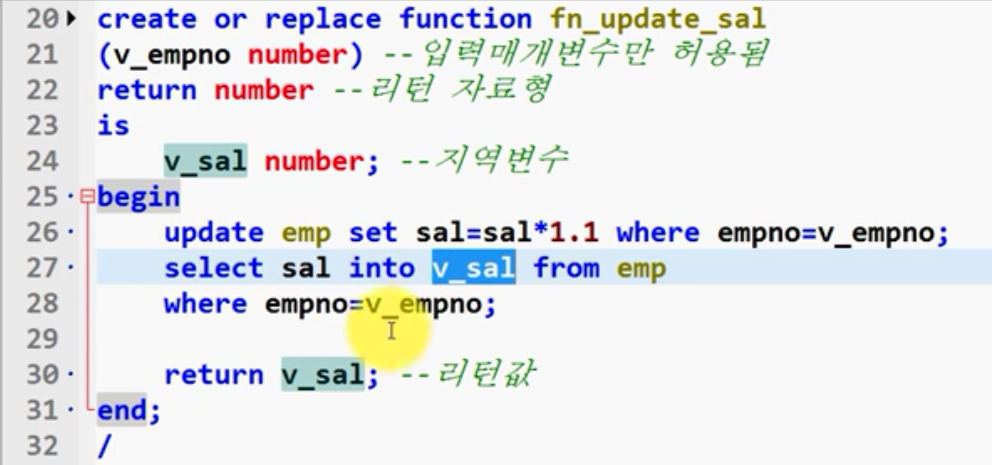 20 create or replace function fn_update_sal
21 (v_empno number) --입력매개변수만 허용됨
22 return number --리턴 자료형
23 is
24 v_sal number; --지역변수
25 begin
26 update emp set sal=sal*1.1 where empno=v_empno;
27 select sal into v_sal from emp
28 where empno=v_empno;
29
30 return v_sal; --리턴값
31 end;
32 /